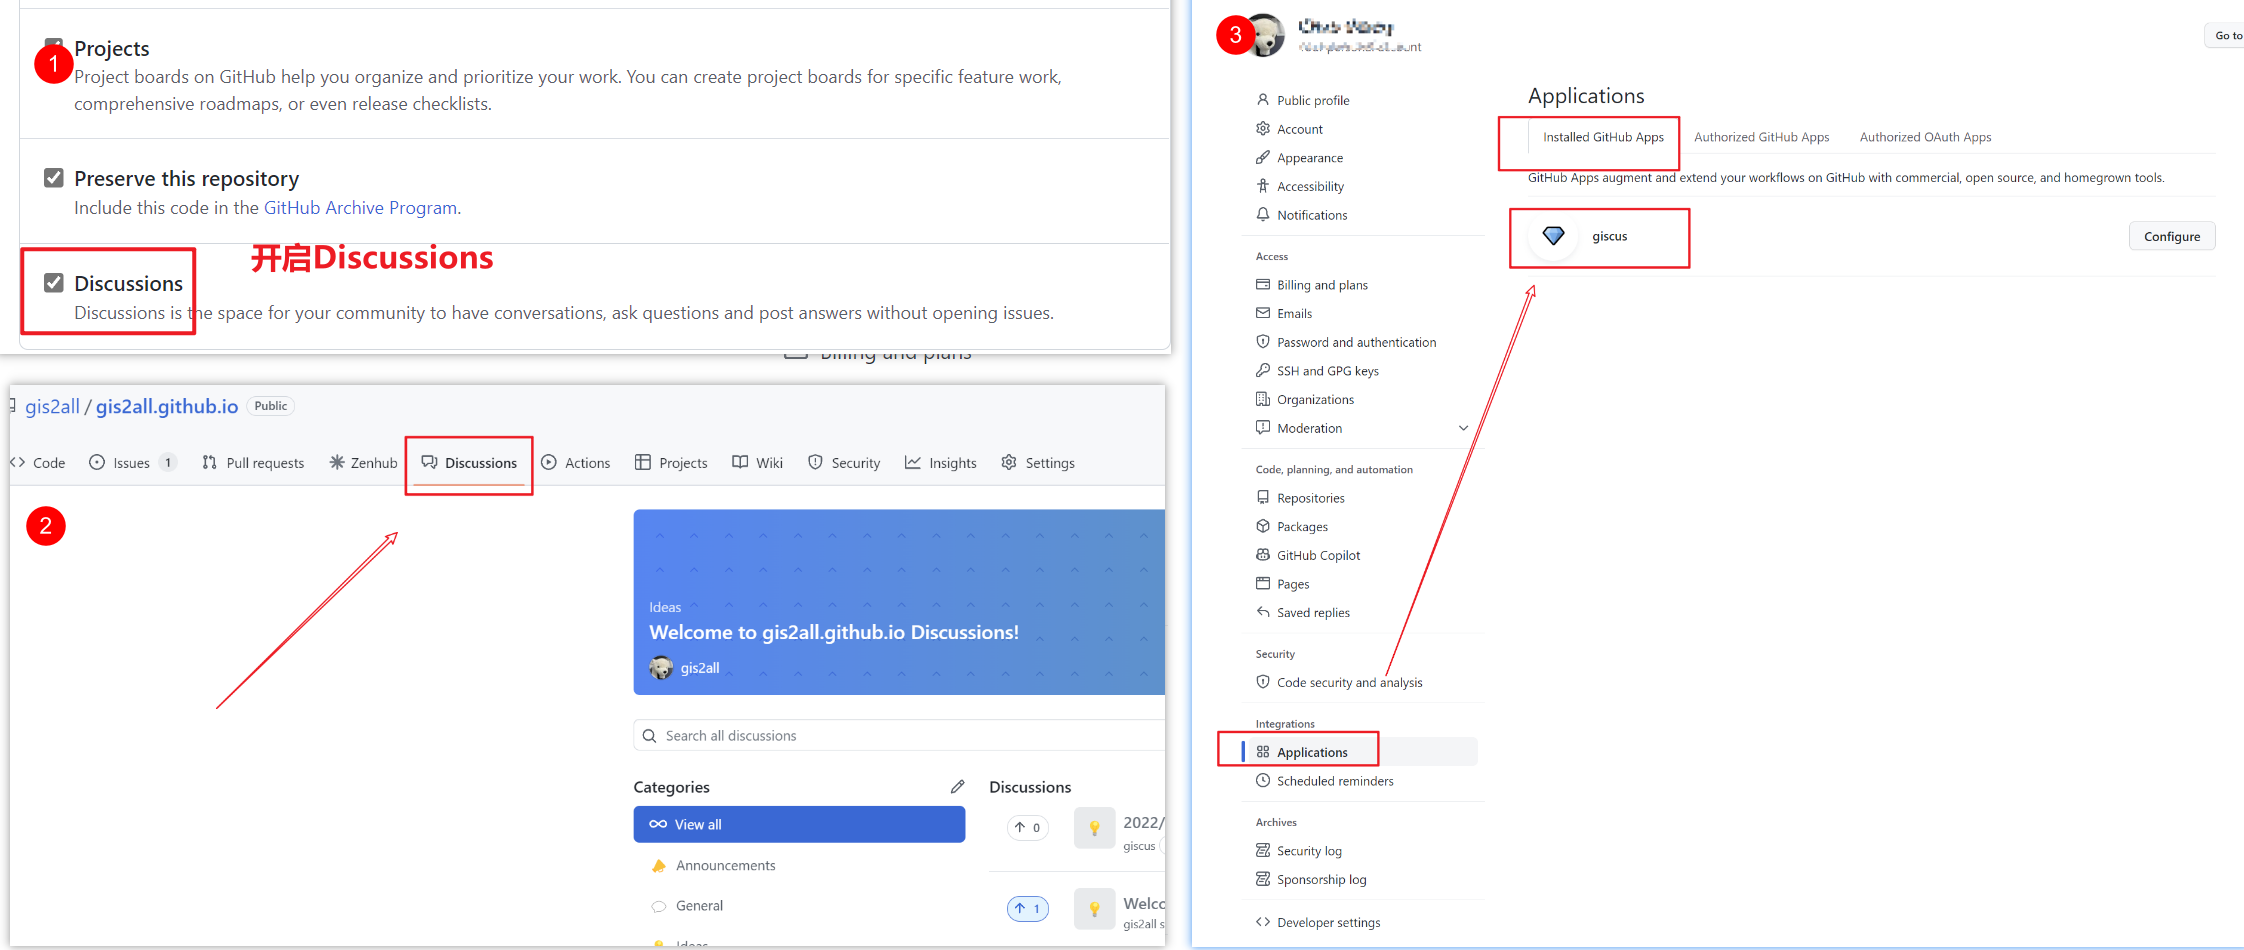 1
Projects
Project boards on GitHub help you organize and prioritize your work. You can create project boards for specific feature work,
comprehensive roadmaps, or even release checklists.
Preserve this repository
Include this code in the GitHub Archive Program.
开启Discussions
Discussions
Discussions is the space for your community to have conversations, ask questions and post answers without opening issues.
Billing and plans
gis2all / gis2all.github.io Public
Code Issues 1 Pull requests Zenhub Discussions Actions Projects Wiki Security Insights Settings
2
Ideas
Welcome to gis2all.github.io Discussions!
gis2all
Search all discussions
Categories
View all
Announcements
General
Ideas
Discussions
0
2022/
giscus
1
Welco
gis2all s
3
Go to
Public profile
Account
Appearance
Accessibility
Notifications
Access
Billing and plans
Emails
Password and authentication
SSH and GPG keys
Organizations
Moderation
Code, planning, and automation
Repositories
Packages
GitHub Copilot
Pages
Saved replies
Security
Code security and analysis
Integrations
Applications
Scheduled reminders
Archives
Security log
Sponsorship log
Developer settings
Applications
Installed GitHub Apps Authorized GitHub Apps Authorized OAuth Apps
GitHub Apps augment and extend your workflows on GitHub with commercial, open source, and homegrown tools.
giscus
Configure